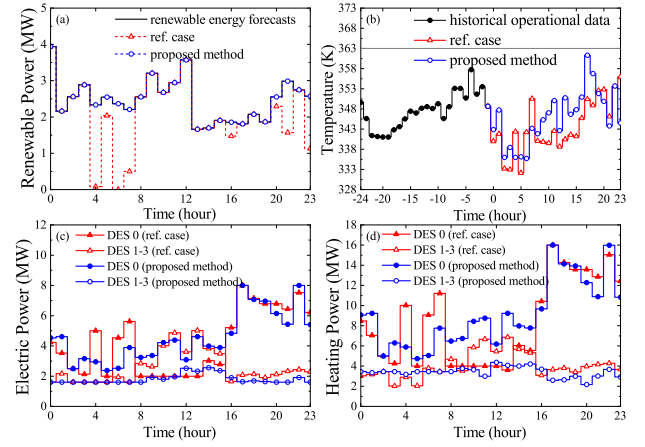 (a)
renewable energy forecasts
ref. case
proposed method
Renewable Power (MW)
5
4
3
2
1
0
0 4 8 12 16 20 23
Time (hour)
(b)
historical operational data
ref. case
proposed method
Temperature (K)
373
368
363
358
353
348
343
338
333
328
-24 -20 -15 -10 -5 0 5 10 15 20 23
Time (hour)
(c)
DES 0 (ref. case)
DES 1-3 (ref. case)
DES 0 (proposed method)
DES 1-3 (proposed method)
Electric Power (MW)
12
10
8
6
4
2
0
0 4 8 12 16 20 23
Time (hour)
(d)
DES 0 (ref. case)
DES 1-3 (ref. case)
DES 0 (proposed method)
DES 1-3 (proposed method)
Heating Power (MW)
18
16
14
12
10
8
6
4
2
0
0 4 8 12 16 20 23
Time (hour)